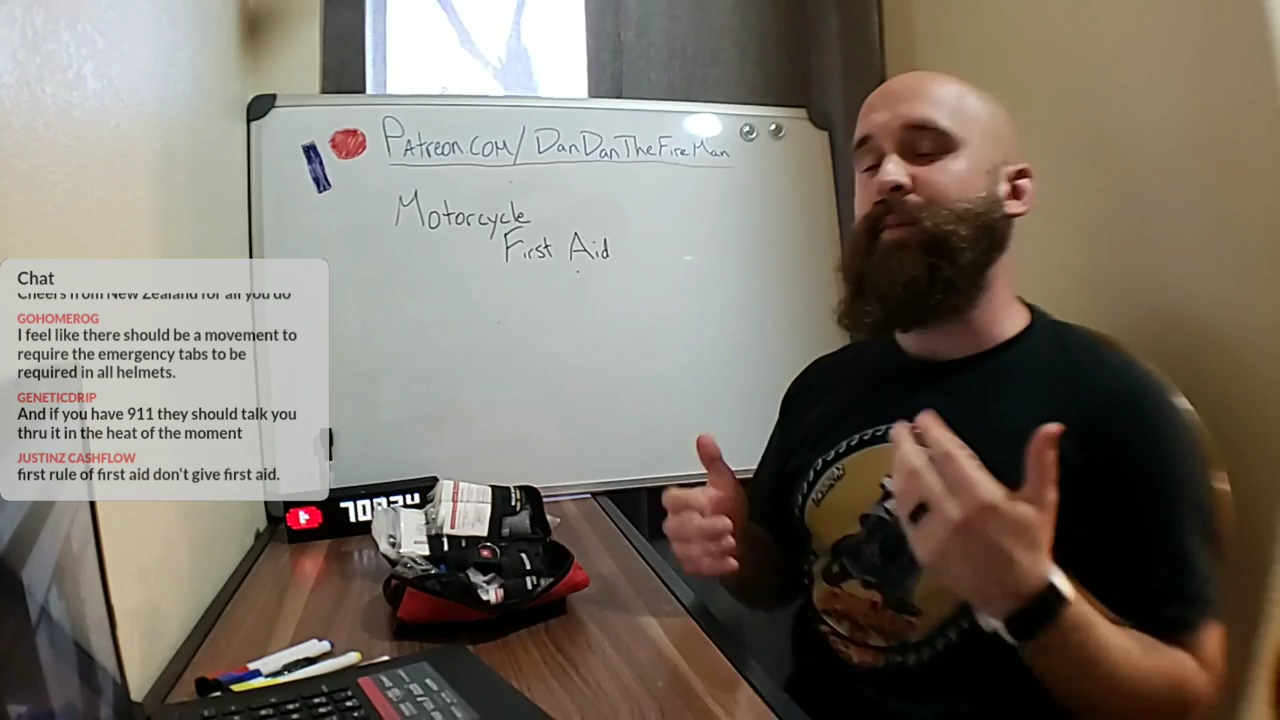 Patreon.com/DanDanTheFireMan
Motorcycle
First Aid
Chat
Cheers from New Zealand for all you do
GOHOMEROG
I feel like there should be a movement to
require the emergency tabs to be
required in all helmets.
GENETICDRIP
And if you have 911 they should talk you
thru it in the heat of the moment
JUSTINZ CASHFLOW
first rule of first aid don't give first aid.